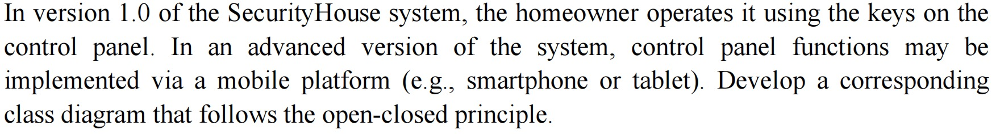 In version 1.0 of the SecurityHouse system, the homeowner operates it using the keys on the
control panel. In an advanced version of the system, control panel functions may be
implemented via a mobile platform (e.g., smartphone or tablet). Develop a corresponding
class diagram that follows the open-closed principle.